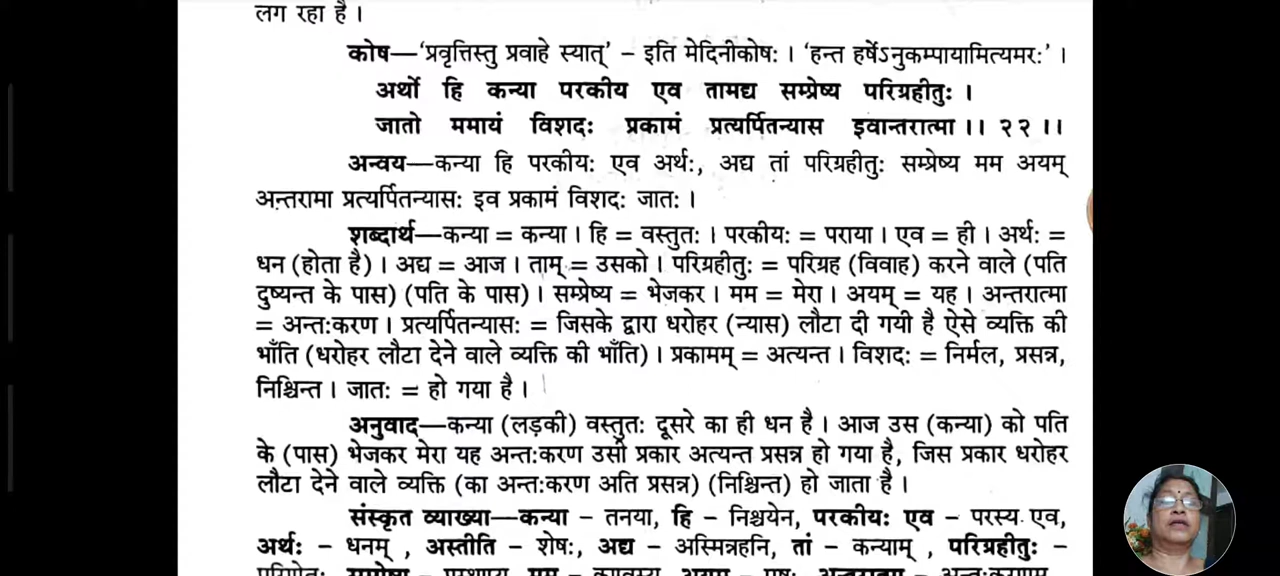 लग रहा है ।
कोष—'प्रवृत्तिस्तु प्रवाहे स्यात्' – इति मेदिनीकोषः । 'हन्त हर्षेऽनुकम्पायामित्यमरः' ।
अर्थो हि कन्या परकीय एव तामद्य सम्प्रेष्य परिग्रहीतुः ।
जातो ममायं विशदः प्रकामं प्रत्यर्पितन्यास इवान्तरात्मा ।। २२ ।।
अन्वय—कन्या हि परकीयः एव अर्थः, अद्य तां परिग्रहीतुः सम्प्रेष्य मम अयम्
अन्तरामा प्रत्यर्पितन्यासः इव प्रकामं विशदः जातः ।
शब्दार्थ—कन्या = कन्या । हि = वस्तुतः । परकीयः = पराया । एव = ही । अर्थः =
धन (होता है) । अद्य = आज । ताम् = उसको । परिग्रहीतुः = परिग्रह (विवाह) करने वाले (पति
दुष्यन्त के पास) (पति के पास) । सम्प्रेष्य = भेजकर । मम = मेरा । अयम् = यह । अन्तरात्मा
= अन्तःकरण । प्रत्यर्पितन्यासः = जिसके द्वारा धरोहर (न्यास) लौटा दी गयी है ऐसे व्यक्ति की
भाँति (धरोहर लौटा देने वाले व्यक्ति की भाँति) । प्रकामम् = अत्यन्त । विशदः = निर्मल, प्रसन्न,
निश्चिन्त । जातः = हो गया है ।
अनुवाद—कन्या (लड़की) वस्तुतः दूसरे का ही धन है । आज उस (कन्या) को पति
के (पास) भेजकर मेरा यह अन्तःकरण उसी प्रकार अत्यन्त प्रसन्न हो गया है, जिस प्रकार धरोहर
लौटा देने वाले व्यक्ति (का अन्तःकरण अति प्रसन्न) (निश्चिन्त) हो जाता है ।
संस्कृत व्याख्या—कन्या – तनया, हि – निश्चयेन, परकीयः एव – परस्य एव,
अर्थः – धनम् , अस्तीति – शेषः, अद्य – अस्मिन्नहनि, तां – कन्याम् , परिग्रहीतुः –